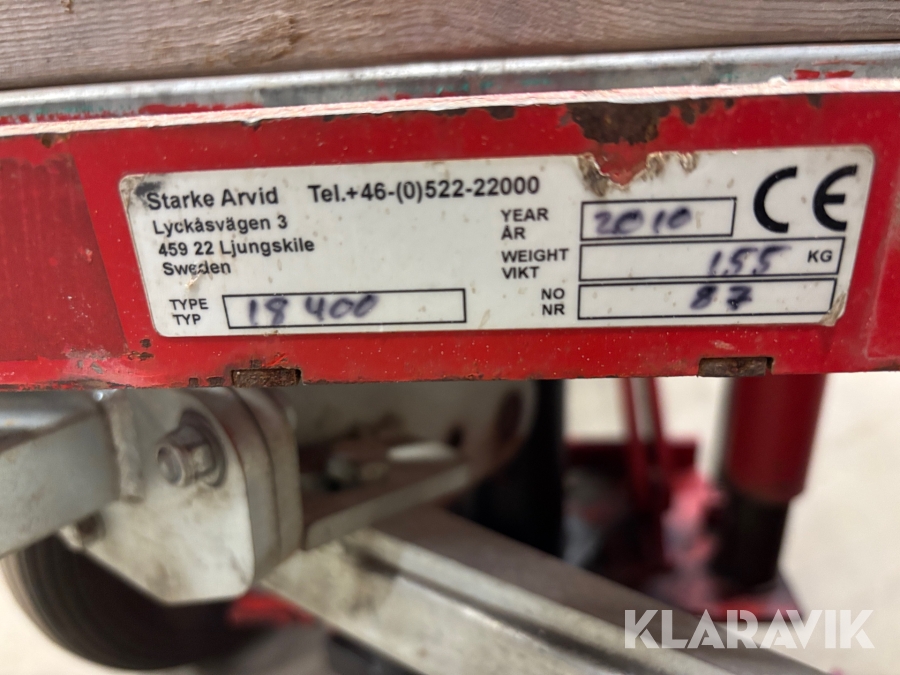 Starke Arvid Tel.+46-(0)522-22000
Lyckåsvägen 3
459 22 Ljungskile
Sweden
YEAR
ÅR 2010
WEIGHT
VIKT 155 KG
TYPE
TYP 18 400
NO
NR 87
CE
KLARAVIK